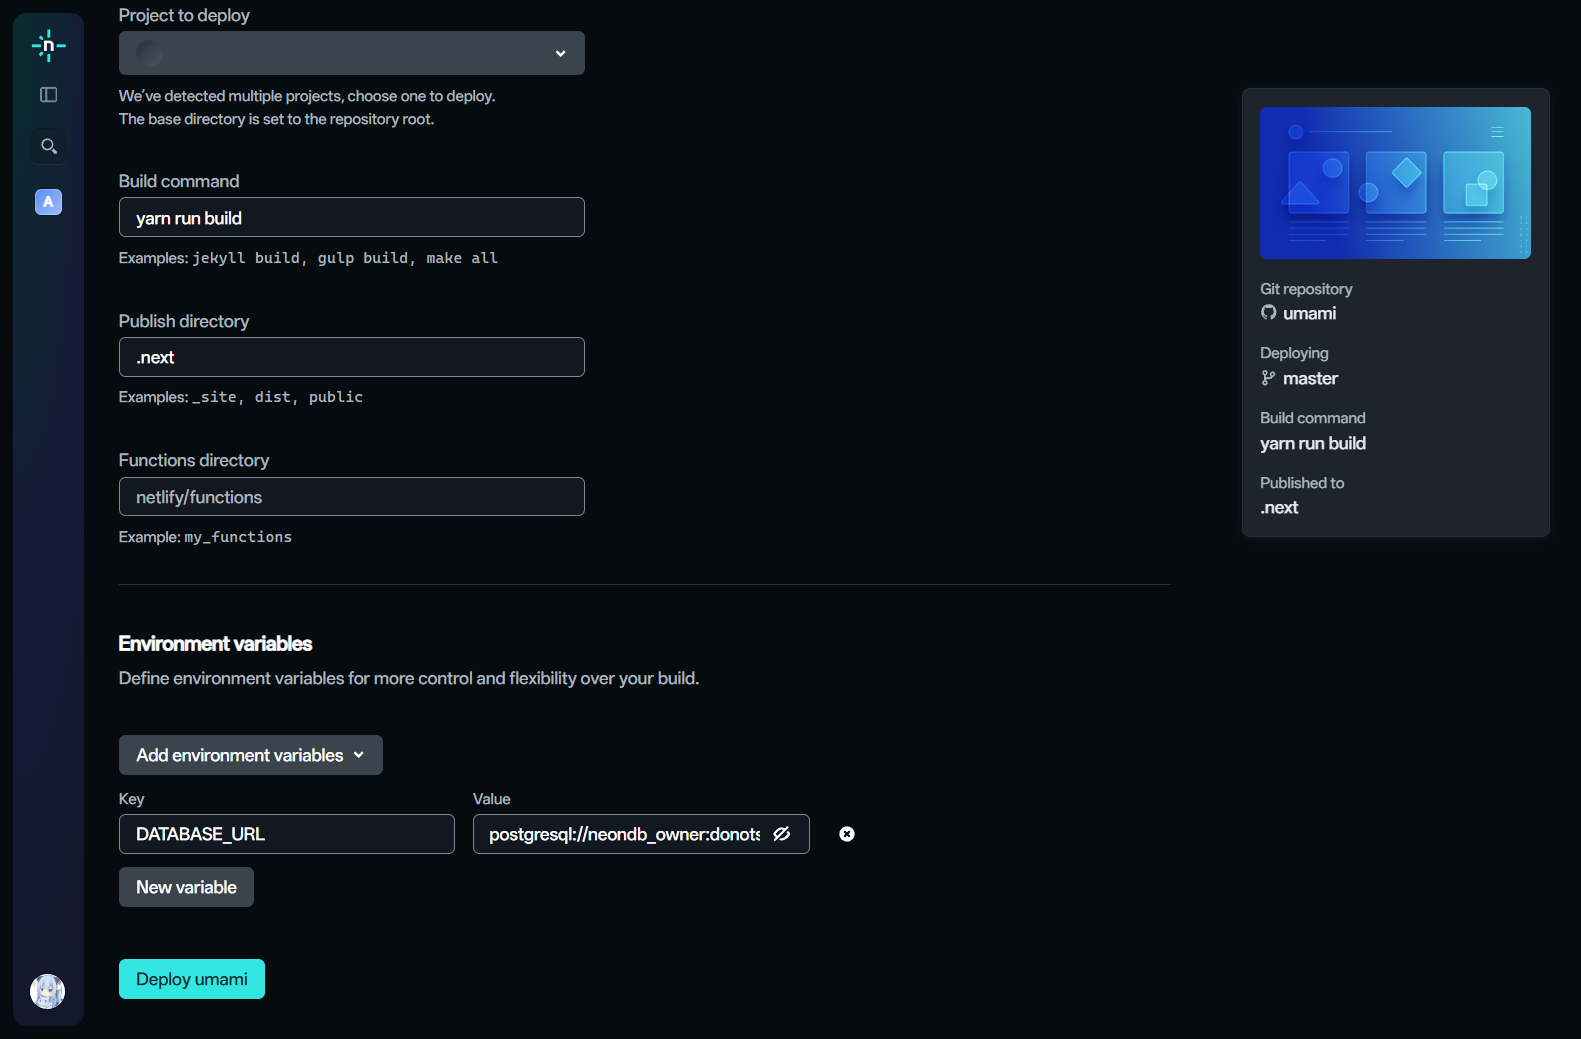 Project to deploy
We've detected multiple projects, choose one to deploy.
The base directory is set to the repository root.
Build command
yarn run build
Examples: jekyll build, gulp build, make all
Publish directory
.next
Examples: _site, dist, public
Functions directory
netlify/functions
Example: my_functions
Environment variables
Define environment variables for more control and flexibility over your build.
Add environment variables
Key
Value
DATABASE_URL
postgresql://neondb_owner:donots
New variable
Deploy umami
n
A
Git repository
umami
Deploying
master
Build command
yarn run build
Published to
.next